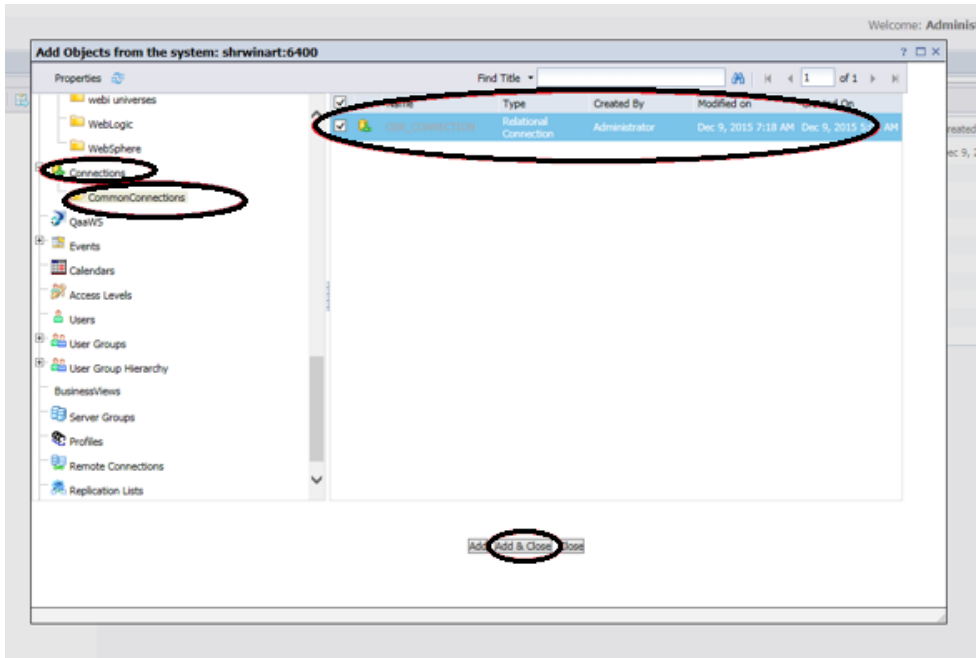 Welcome: Adminis
Add Objects from the system: shrwinart:6400
Properties
Find Title
1 of 1
webi universes
WebLogic
WebSphere
Connections
CommonConnections
QaaWS
Events
Calendars
Access Levels
Users
User Groups
User Group Hierarchy
BusinessViews
Server Groups
Profiles
Remote Connections
Replication Lists
Name Type Created By Modified on Created On
Relational Connection Administrator Dec 9, 2015 7:18 AM Dec 9, 2015 AM
reated
ec 9, 2
Add Add & Close Close